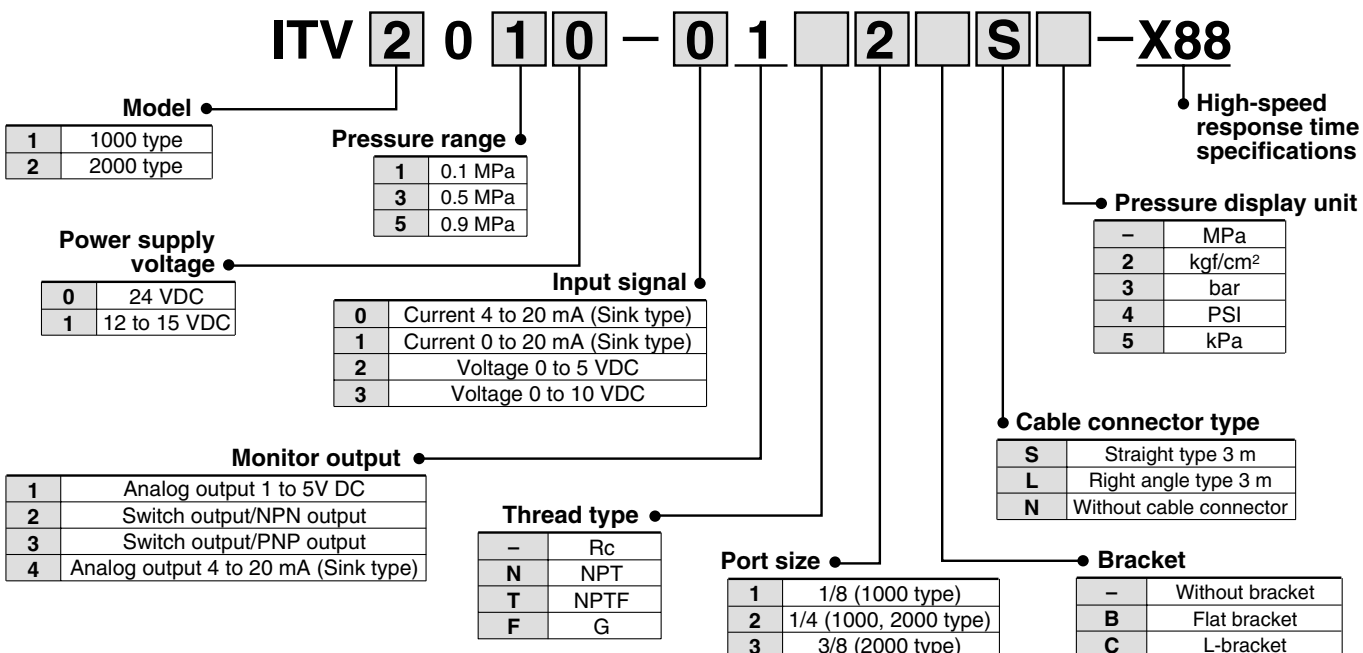 ITV 2 0 1 0 – 0 1 2 S – X88
Model
1 1000 type
2 2000 type
Pressure range
1 0.1 MPa
3 0.5 MPa
5 0.9 MPa
Power supply
voltage
0 24 VDC
1 12 to 15 VDC
Input signal
0 Current 4 to 20 mA (Sink type)
1 Current 0 to 20 mA (Sink type)
2 Voltage 0 to 5 VDC
3 Voltage 0 to 10 VDC
Monitor output
1 Analog output 1 to 5V DC
2 Switch output/NPN output
3 Switch output/PNP output
4 Analog output 4 to 20 mA (Sink type)
Thread type
– Rc
N NPT
T NPTF
F G
Port size
1 1/8 (1000 type)
2 1/4 (1000, 2000 type)
3 3/8 (2000 type)
Bracket
– Without bracket
B Flat bracket
C L-bracket
Cable connector type
S Straight type 3 m
L Right angle type 3 m
N Without cable connector
Pressure display unit
– MPa
2 kgf/cm²
3 bar
4 PSI
5 kPa
High-speed
response time
specifications